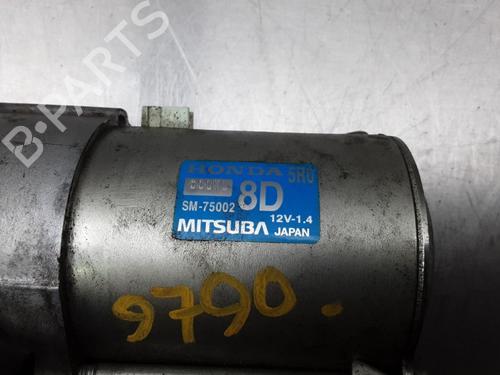 B-PARTS
HONDA 5R0
SM-75002 8D
12V-1.4
MITSUBA JAPAN
9790.